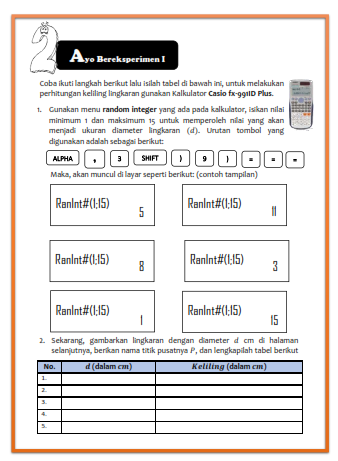 2
Ayo Bereksperimen I
Coba ikuti langkah berikut lalu isilah tabel di bawah ini, untuk melakukan
perhitungan keliling lingkaran gunakan Kalkulator Casio fx-991ID Plus.
1. Gunakan menu random integer yang ada pada kalkulator, isikan nilai
minimum 1 dan maksimum 15 untuk memperoleh nilai yang akan
menjadi ukuran diameter lingkaran (d). Urutan tombol yang
digunakan adalah sebagai berikut:
ALPHA , 3 SHIFT ) 9 ) = = =
Maka, akan muncul di layar seperti berikut: (contoh tampilan)
RanInt#(1;15) 5
RanInt#(1;15) 11
RanInt#(1;15) 8
RanInt#(1;15) 3
RanInt#(1;15) 1
RanInt#(1;15) 15
2. Sekarang, gambarkan lingkaran dengan diameter d cm di halaman
selanjutnya, berikan nama titik pusatnya P, dan lengkapilah tabel berikut
No. d (dalam cm) Keliling (dalam cm)
1.
2.
3.
4.
5.